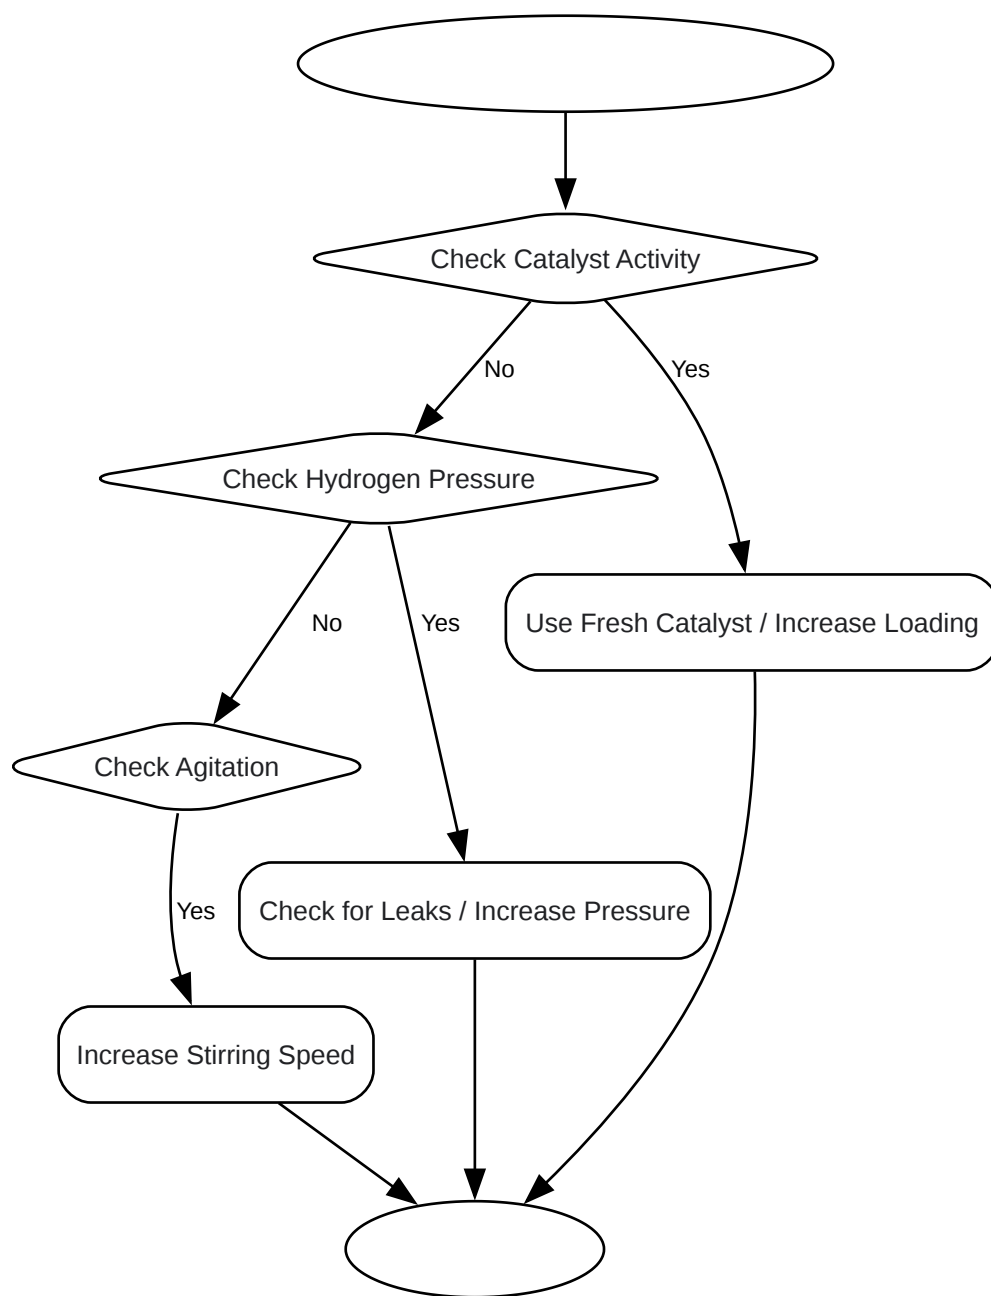 Check Catalyst Activity
No
Yes
Check Hydrogen Pressure
No
Yes
Use Fresh Catalyst / Increase Loading
Check Agitation
Yes
Check for Leaks / Increase Pressure
Increase Stirring Speed